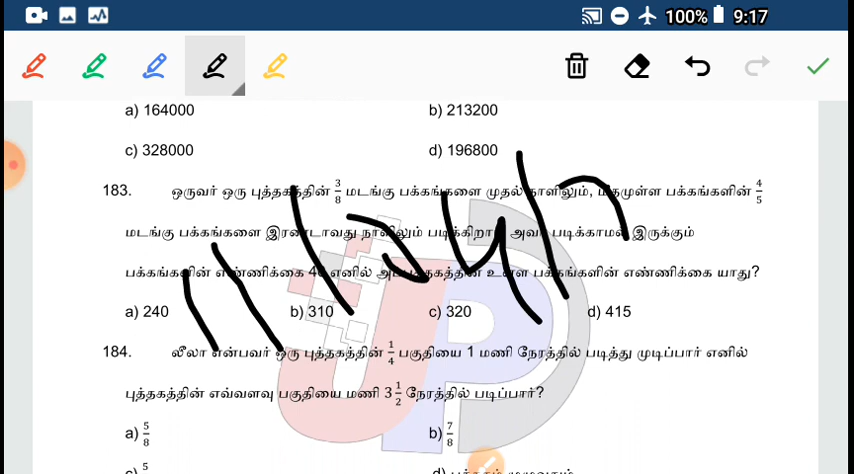 100% 9:17
a) 164000 b) 213200
c) 328000 d) 196800
183. ஒருவர் ஒரு புத்தகத்தின் 3/8 மடங்கு பக்கங்களை முதல் நாளிலும், மீதமுள்ள பக்கங்களின் 4/5
மடங்கு பக்கங்களை இரண்டாவது நாளிலும் படிக்கிறார் அவர் படிக்காமல் இருக்கும்
பக்கங்களின் எண்ணிக்கை எனில் அப்புத்தகத்தின் உள்ள பக்கங்களின் எண்ணிக்கை யாது?
a) 240 b) 310 c) 320 d) 415
184. லீலா என்பவர் ஒரு புத்தகத்தின் 1/4 பகுதியை 1 மணி நேரத்தில் படித்து முடிப்பார் எனில்
புத்தகத்தின் எவ்வளவு பகுதியை மணி 3 1/2 நேரத்தில் படிப்பார்?
a) 5/8 b) 7/8
c) 5